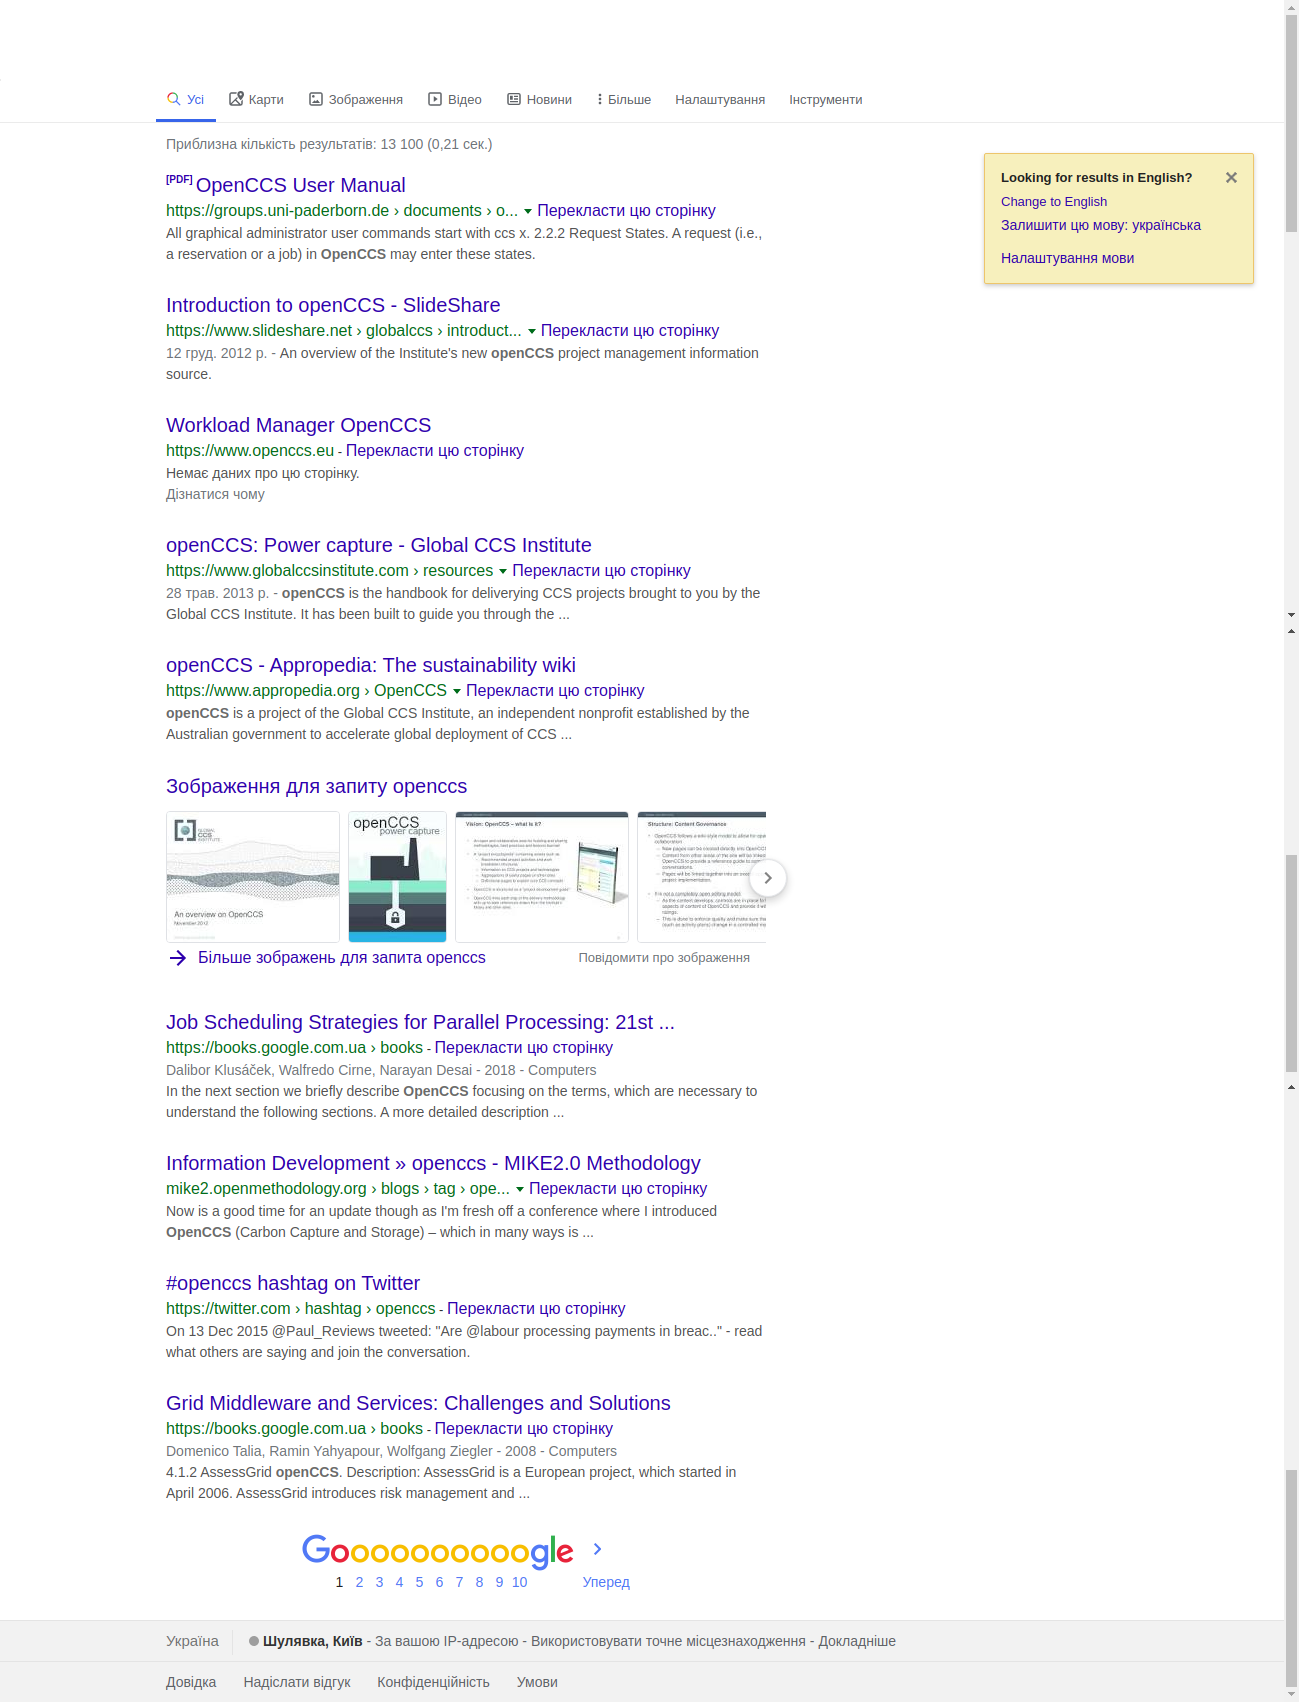 Усі Карти Зображення Відео Новини Більше Налаштування Інструменти
Приблизна кількість результатів: 13 100 (0,21 сек.)
[PDF] OpenCCS User Manual
https://groups.uni-paderborn.de › documents › o... Перекласти цю сторінку
All graphical administrator user commands start with ccs x. 2.2.2 Request States. A request (i.e.,
a reservation or a job) in OpenCCS may enter these states.
Looking for results in English?
Change to English
Залишити цю мову: українська
Налаштування мови
Introduction to openCCS - SlideShare
https://www.slideshare.net › globalccs › introduct... Перекласти цю сторінку
12 груд. 2012 р. - An overview of the Institute's new openCCS project management information
source.
Workload Manager OpenCCS
https://www.openccs.eu - Перекласти цю сторінку
Немає даних про цю сторінку.
Дізнатися чому
openCCS: Power capture - Global CCS Institute
https://www.globalccsinstitute.com › resources Перекласти цю сторінку
28 трав. 2013 р. - openCCS is the handbook for deliverying CCS projects brought to you by the
Global CCS Institute. It has been built to guide you through the ...
openCCS - Appropedia: The sustainability wiki
https://www.appropedia.org › OpenCCS Перекласти цю сторінку
openCCS is a project of the Global CCS Institute, an independent nonprofit established by the
Australian government to accelerate global deployment of CCS ...
Зображення для запиту openccs
GLOBAL
CCS
INSTITUTE
An overview on OpenCCS
November 2012
openCCS
power capture
Vision: OpenCCS – what is it?
Structure: Content Governance
Більше зображень для запита openccs
Повідомити про зображення
Job Scheduling Strategies for Parallel Processing: 21st ...
https://books.google.com.ua › books - Перекласти цю сторінку
Dalibor Klusáček, Walfredo Cirne, Narayan Desai - 2018 - Computers
In the next section we briefly describe OpenCCS focusing on the terms, which are necessary to
understand the following sections. A more detailed description ...
Information Development » openccs - MIKE2.0 Methodology
mike2.openmethodology.org › blogs › tag › ope... Перекласти цю сторінку
Now is a good time for an update though as I'm fresh off a conference where I introduced
OpenCCS (Carbon Capture and Storage) – which in many ways is ...
#openccs hashtag on Twitter
https://twitter.com › hashtag › openccs - Перекласти цю сторінку
On 13 Dec 2015 @Paul_Reviews tweeted: "Are @labour processing payments in breac.." - read
what others are saying and join the conversation.
Grid Middleware and Services: Challenges and Solutions
https://books.google.com.ua › books - Перекласти цю сторінку
Domenico Talia, Ramin Yahyapour, Wolfgang Ziegler - 2008 - Computers
4.1.2 AssessGrid openCCS. Description: AssessGrid is a European project, which started in
April 2006. AssessGrid introduces risk management and ...
Goooooooooogle
1 2 3 4 5 6 7 8 9 10 Уперед
Україна Шулявка, Київ - За вашою IP-адресою - Використовувати точне місцезнаходження - Докладніше
Довідка Надіслати відгук Конфіденційність Умови